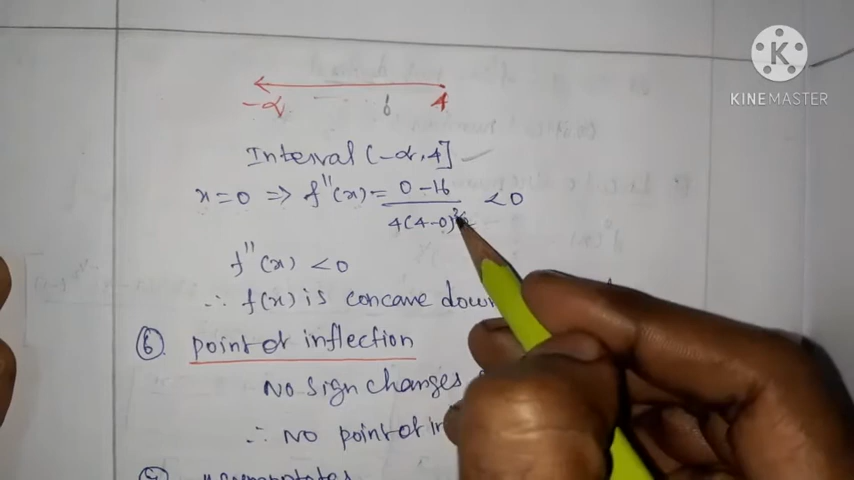 K
KINEMASTER
-α 0 4
Interval (-α, 4]
x=0 => f''(x) = 0-16 / 4(4-0) <0
f''(x) <0
∴ f(x) is concave down
⑥. point of inflection
No sign changes
∴ No point of in